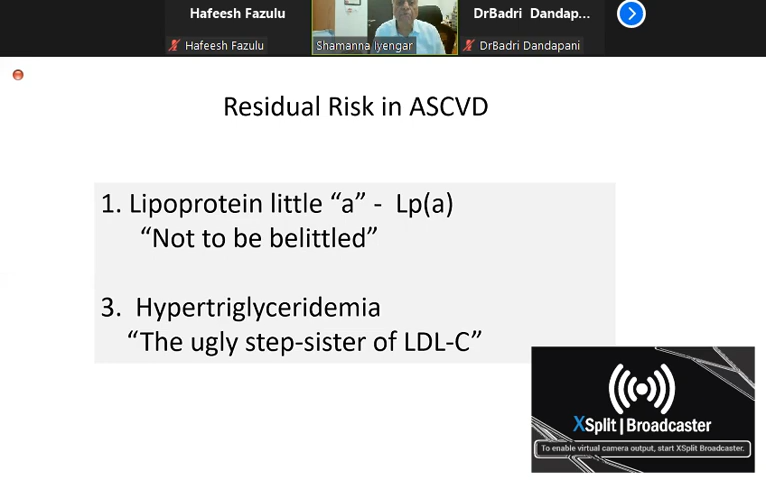 Hafeesh Fazulu
DrBadri Dandap...
Hafeesh Fazulu
Shamanna Iyengar
DrBadri Dandapani
Residual Risk in ASCVD
1. Lipoprotein little “a” - Lp(a)
“Not to be belittled”
3. Hypertriglyceridemia
“The ugly step-sister of LDL-C”
XSplit | Broadcaster
To enable virtual camera output, start XSplit Broadcaster.